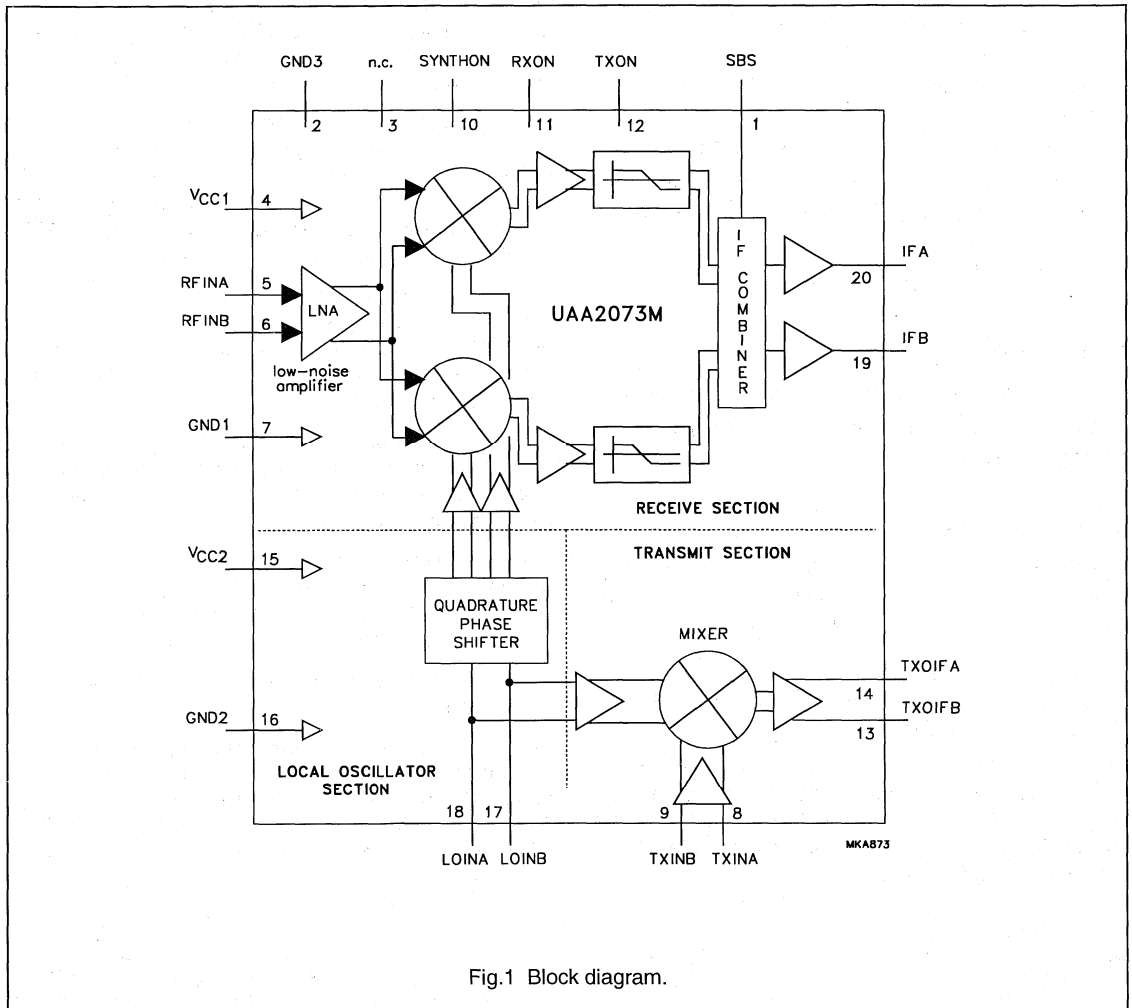 GND3 n.c. SYNTHON RXON TXON SBS
2 3 10 11 12 1
VCC1 4
RFINA 5
LNA
RFINB 6
low-noise
amplifier
GND1 7
UAA2073M
IF COMBINER
IFA
20
IFB
19
RECEIVE SECTION
TRANSMIT SECTION
VCC2 15
QUADRATURE
PHASE
SHIFTER
MIXER
TXOIFA
14
TXOIFB
13
GND2 16
LOCAL OSCILLATOR
SECTION
18 17 9 8
LOINA LOINB TXINB TXINA
MKA873
Fig.1 Block diagram.